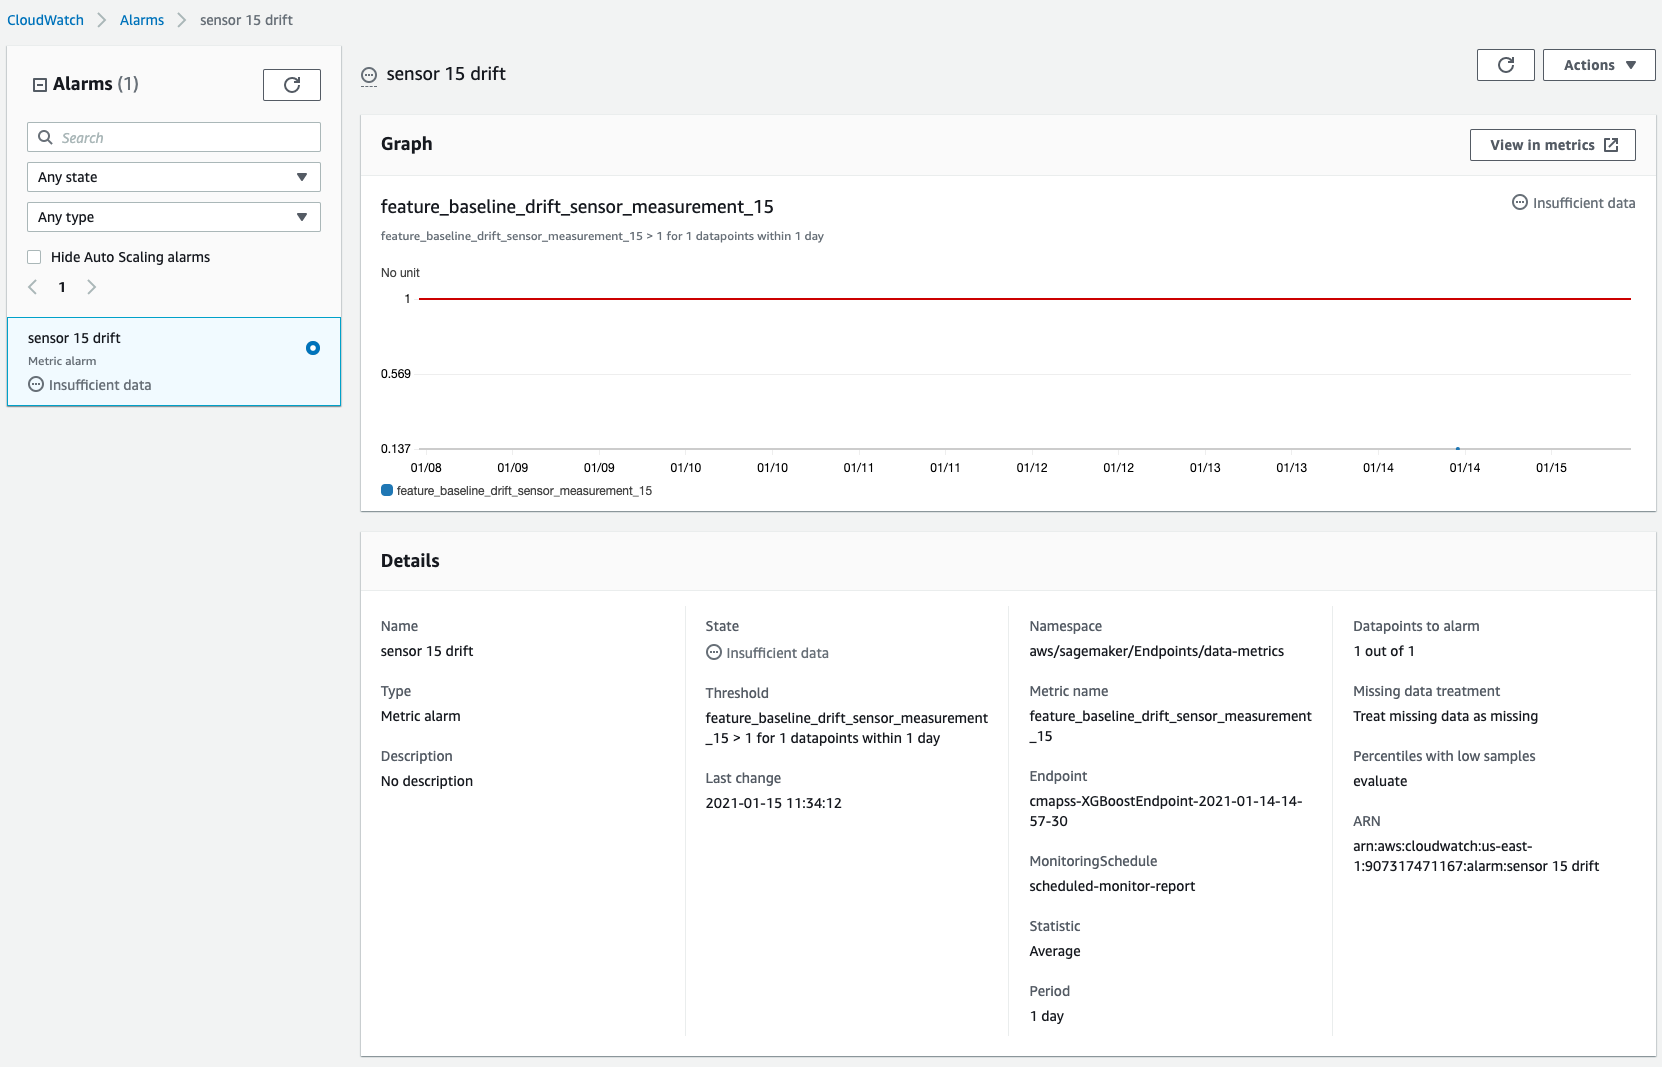 CloudWatch > Alarms > sensor 15 drift
Alarms (1)
Search
Any state
Any type
Hide Auto Scaling alarms
1
sensor 15 drift
Metric alarm
Insufficient data
sensor 15 drift
Actions
Graph
View in metrics
feature_baseline_drift_sensor_measurement_15
Insufficient data
feature_baseline_drift_sensor_measurement_15 > 1 for 1 datapoints within 1 day
No unit
1
0.569
0.137
01/08 01/09 01/09 01/10 01/10 01/11 01/11 01/12 01/12 01/13 01/13 01/14 01/14 01/15
feature_baseline_drift_sensor_measurement_15
Details
Name
sensor 15 drift
Type
Metric alarm
Description
No description
State
Insufficient data
Threshold
feature_baseline_drift_sensor_measurement
_15 > 1 for 1 datapoints within 1 day
Last change
2021-01-15 11:34:12
Namespace
aws/sagemaker/Endpoints/data-metrics
Metric name
feature_baseline_drift_sensor_measurement
_15
Endpoint
cmapss-XGBoostEndpoint-2021-01-14-14-
57-30
MonitoringSchedule
scheduled-monitor-report
Statistic
Average
Period
1 day
Datapoints to alarm
1 out of 1
Missing data treatment
Treat missing data as missing
Percentiles with low samples
evaluate
ARN
arn:aws:cloudwatch:us-east-
1:907317471167:alarm:sensor 15 drift